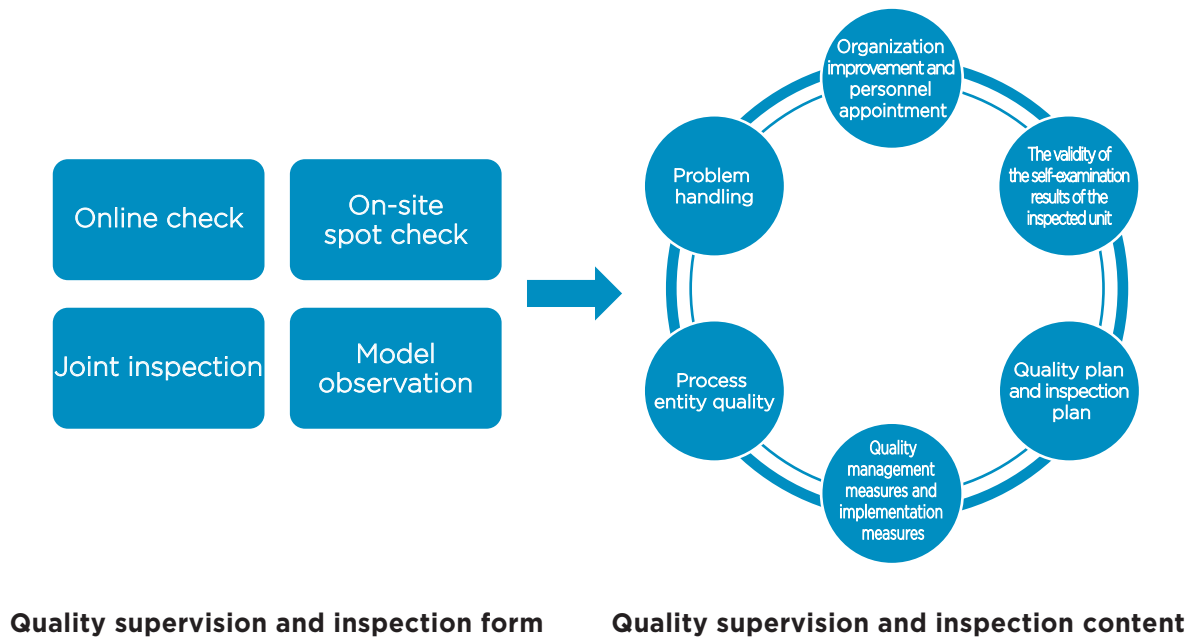 Online check
On-site
spot check
Joint inspection
Model
observation
Organization
improvement and
personnel
appointment
The validity of
the self-examination
results of the
inspected unit
Quality plan
and inspection
plan
Quality
management
measures and
implementation
measures
Process
entity quality
Problem
handling
Quality supervision and inspection form
Quality supervision and inspection content